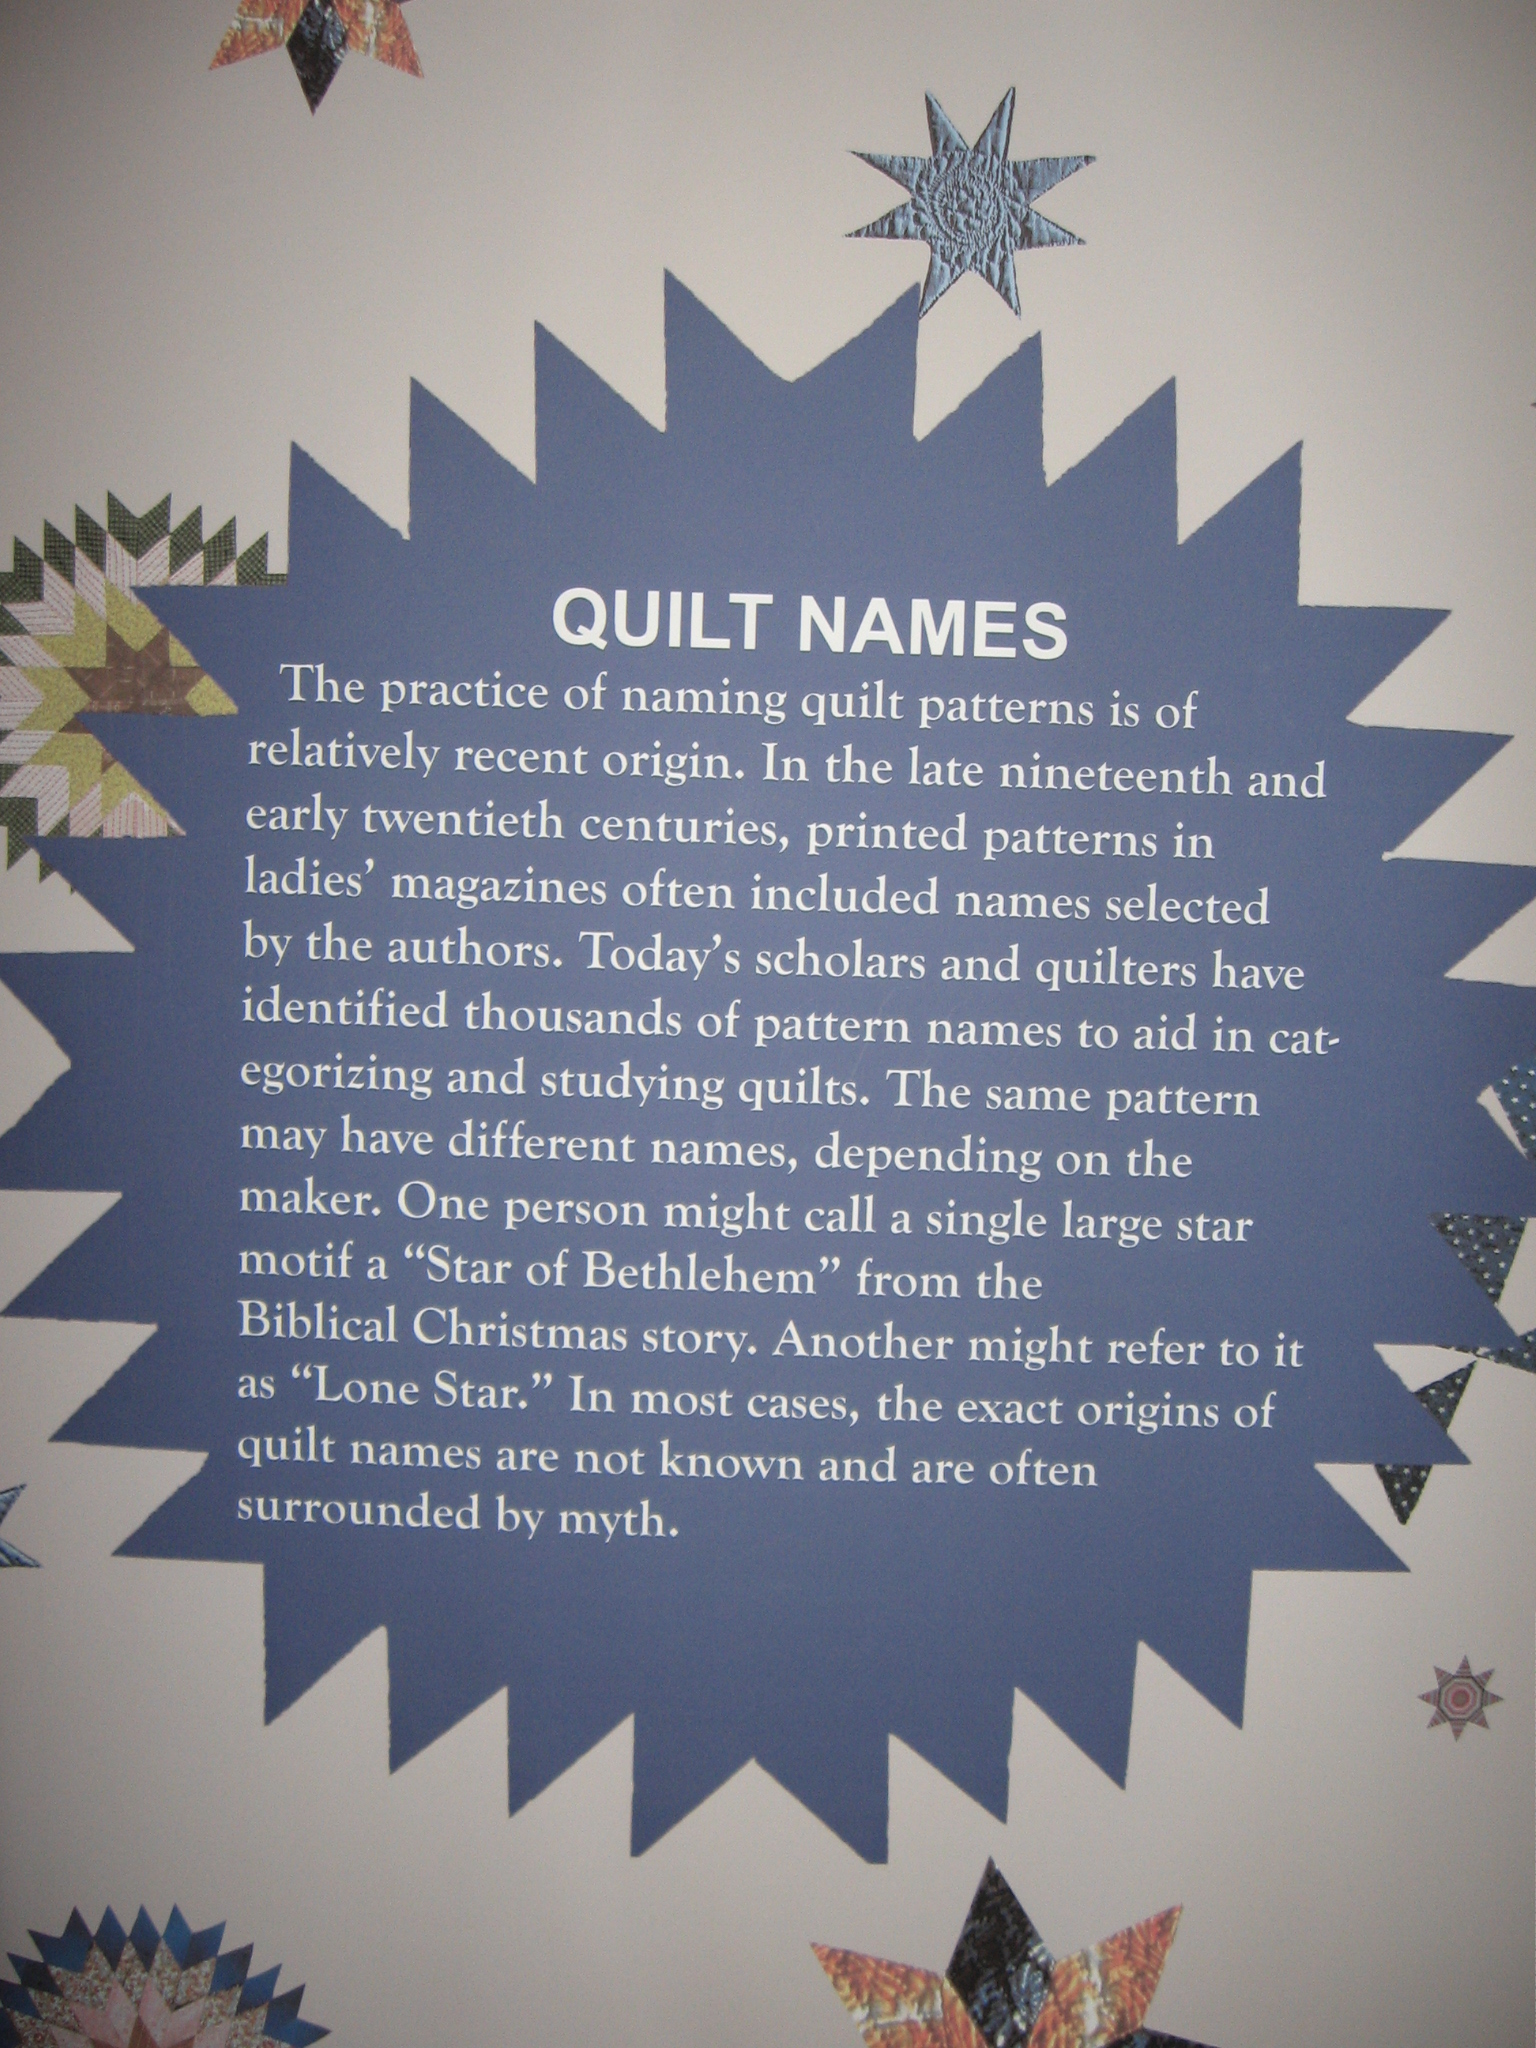 QUILT NAMES
The practice of naming quilt patterns is of
relatively recent origin. In the late nineteenth and
early twentieth centuries, printed patterns in
ladies’ magazines often included names selected
by the authors. Today’s scholars and quilters have
identified thousands of pattern names to aid in cat-
egorizing and studying quilts. The same pattern
may have different names, depending on the
maker. One person might call a single large star
motif a “Star of Bethlehem” from the
Biblical Christmas story. Another might refer to it
as “Lone Star.” In most cases, the exact origins of
quilt names are not known and are often
surrounded by myth.